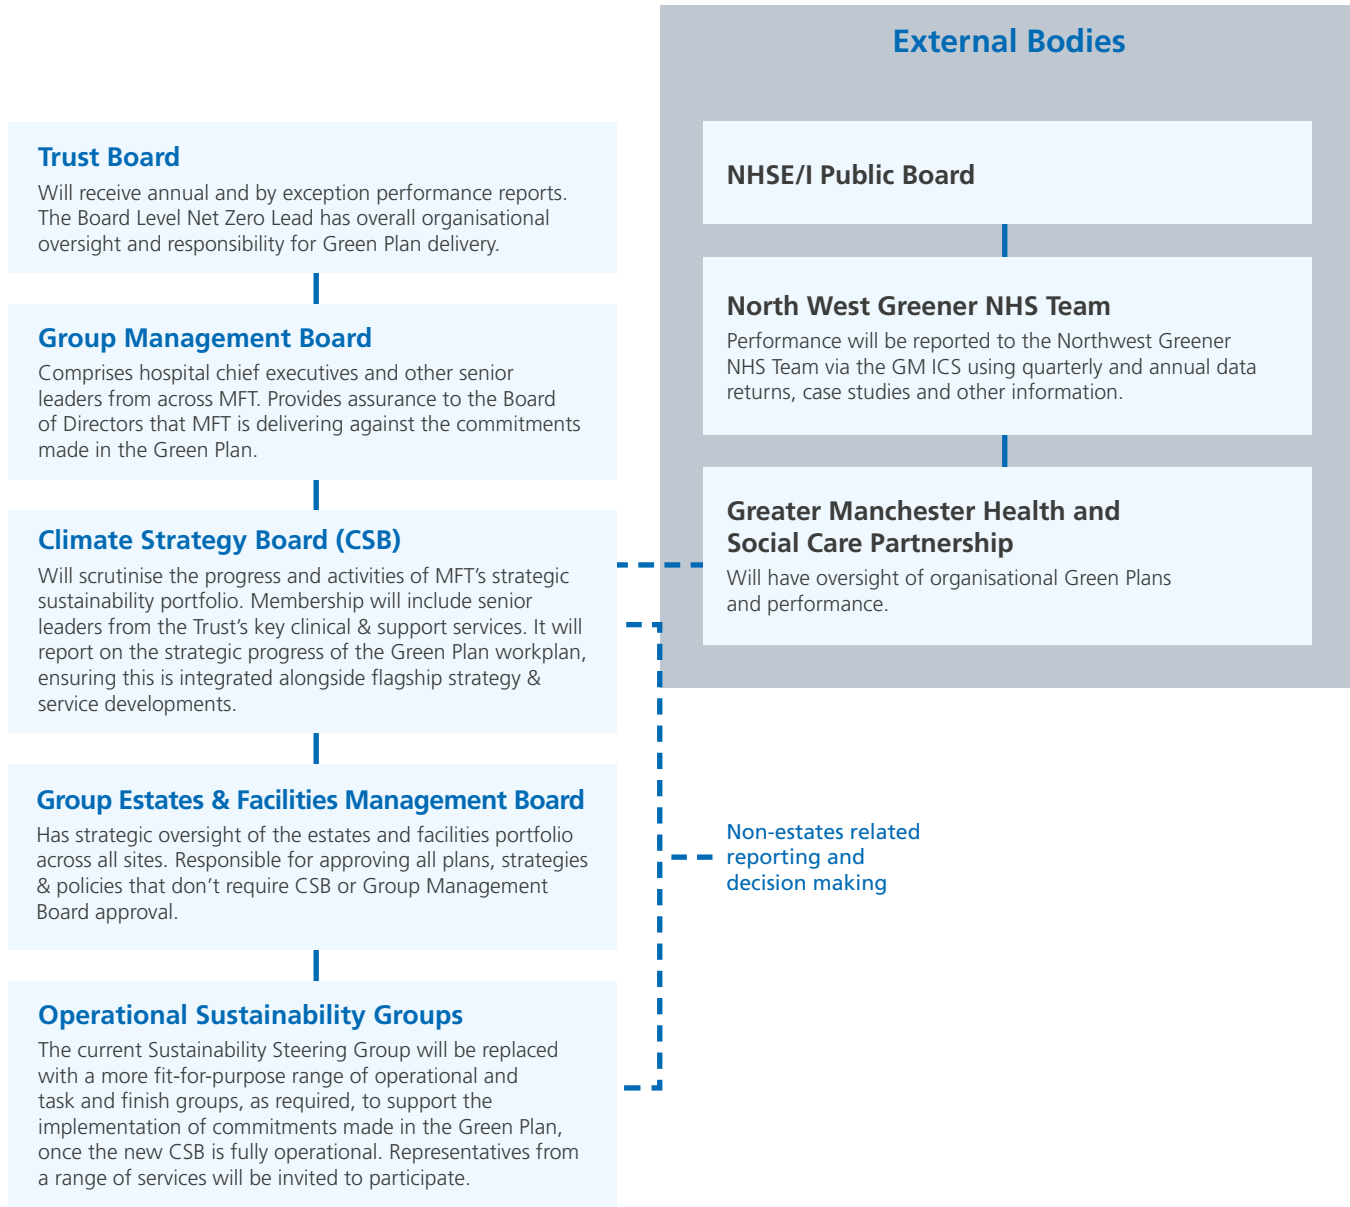 External Bodies
Trust Board
Will receive annual and by exception performance reports.
The Board Level Net Zero Lead has overall organisational
oversight and responsibility for Green Plan delivery.
Group Management Board
Comprises hospital chief executives and other senior
leaders from across MFT. Provides assurance to the Board
of Directors that MFT is delivering against the commitments
made in the Green Plan.
Climate Strategy Board (CSB)
Will scrutinise the progress and activities of MFT’s strategic
sustainability portfolio. Membership will include senior
leaders from the Trust’s key clinical & support services. It will
report on the strategic progress of the Green Plan workplan,
ensuring this is integrated alongside flagship strategy &
service developments.
Group Estates & Facilities Management Board
Has strategic oversight of the estates and facilities portfolio
across all sites. Responsible for approving all plans, strategies
& policies that don’t require CSB or Group Management
Board approval.
Operational Sustainability Groups
The current Sustainability Steering Group will be replaced
with a more fit-for-purpose range of operational and
task and finish groups, as required, to support the
implementation of commitments made in the Green Plan,
once the new CSB is fully operational. Representatives from
a range of services will be invited to participate.
NHSE/I Public Board
North West Greener NHS Team
Performance will be reported to the Northwest Greener
NHS Team via the GM ICS using quarterly and annual data
returns, case studies and other information.
Greater Manchester Health and
Social Care Partnership
Will have oversight of organisational Green Plans
and performance.
Non-estates related
reporting and
decision making